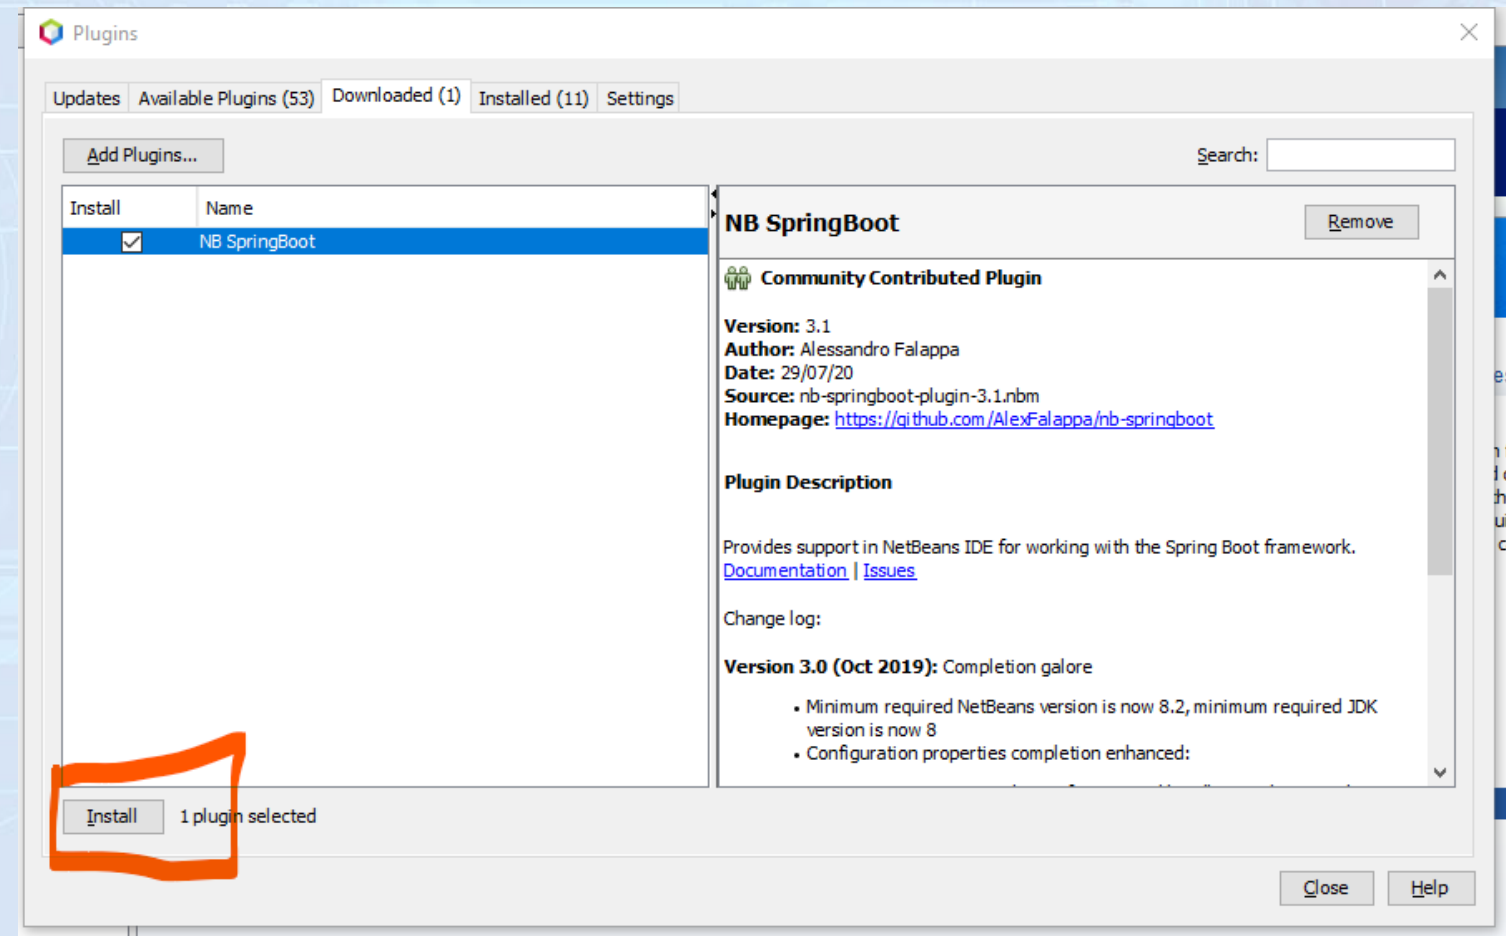 Plugins
Updates
Available Plugins (53)
Downloaded (1)
Installed (11)
Settings
Add Plugins...
Search:
Install
Name
NB SpringBoot
NB SpringBoot
Remove
Community Contributed Plugin
Version: 3.1
Author: Alessandro Falappa
Date: 29/07/20
Source: nb-springboot-plugin-3.1.nbm
Homepage: https://github.com/AlexFalappa/nb-springboot
Plugin Description
Provides support in NetBeans IDE for working with the Spring Boot framework.
Documentation | Issues
Change log:
Version 3.0 (Oct 2019): Completion galore
• Minimum required NetBeans version is now 8.2, minimum required JDK
version is now 8
• Configuration properties completion enhanced:
Install
1 plugin selected
Close
Help